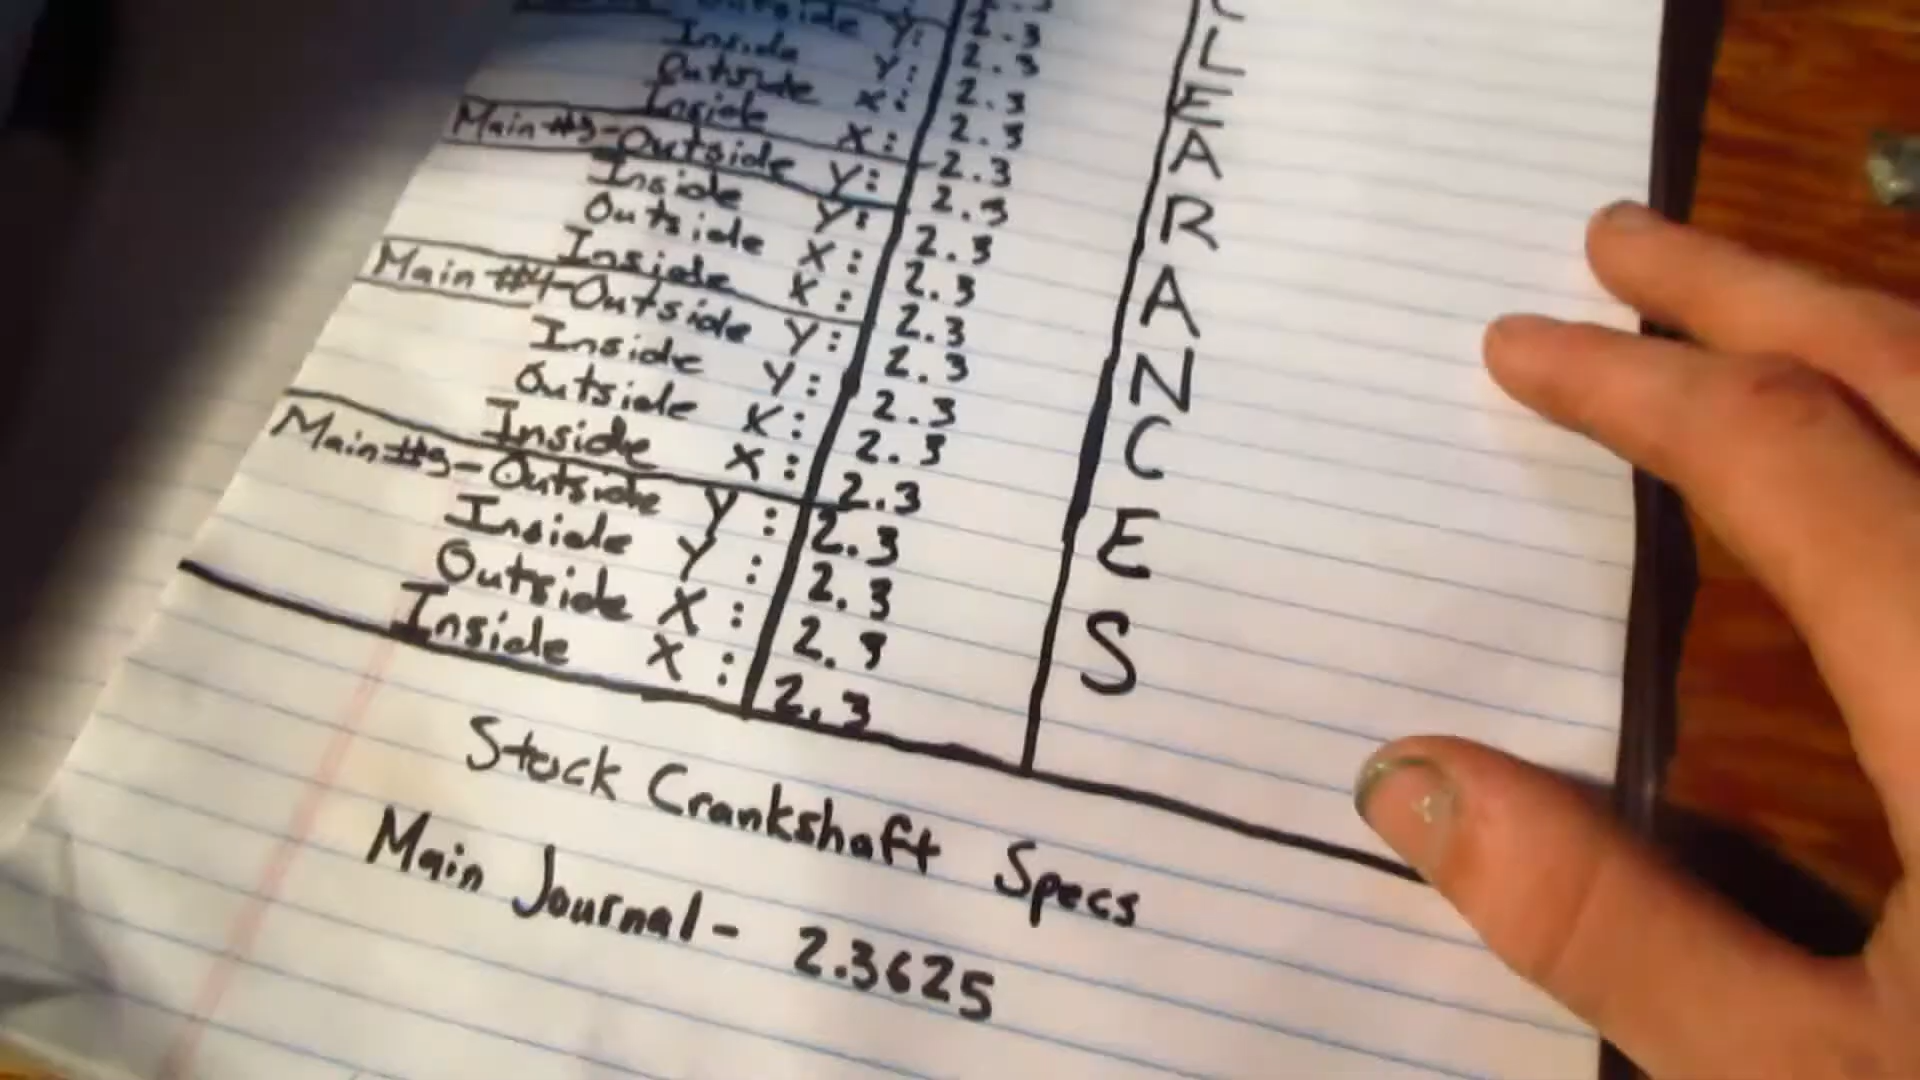 Outside Y: 2.3
Inside Y: 2.3
Outside X: 2.3
Inside X: 2.3
Main #3-Outside Y: 2.3
Inside Y: 2.3
Outside X: 2.3
Inside X: 2.3
Main #4-Outside Y: 2.3
Inside Y: 2.3
Outside X: 2.3
Inside X: 2.3
Main #5-Outside Y: 2.3
Inside Y: 2.3
Outside X: 2.3
Inside X: 2.3
C
L
E
A
R
A
N
C
E
S
Stock Crankshaft Specs
Main Journal- 2.3625